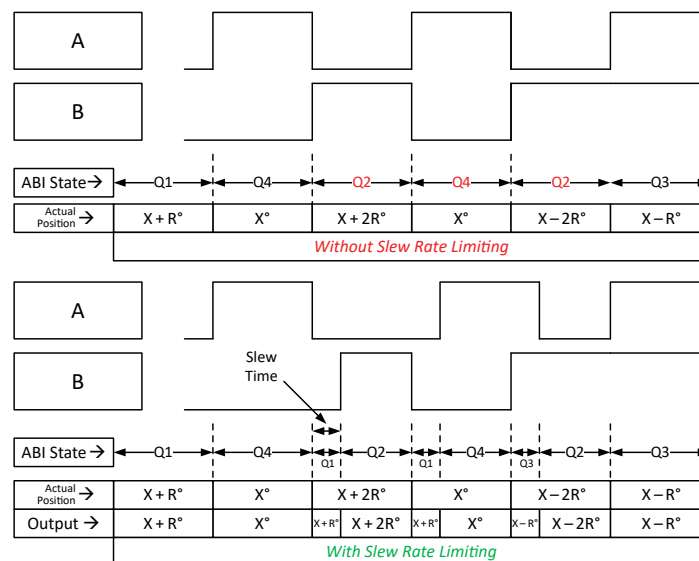 A
B
ABI State→ Q1 Q4 Q2 Q4 Q2 Q3
Actual Position → X + R° X° X + 2R° X° X – 2R° X – R°
Without Slew Rate Limiting
A
B
Slew
Time
ABI State → Q1 Q4 Q1 Q2 Q1 Q4 Q3 Q2 Q3
Actual Position → X + R° X° X + 2R° X° X – 2R° X – R°
Output → X + R° X° X + R° X + 2R° X + R° X° X – R° X – 2R° X – R°
With Slew Rate Limiting